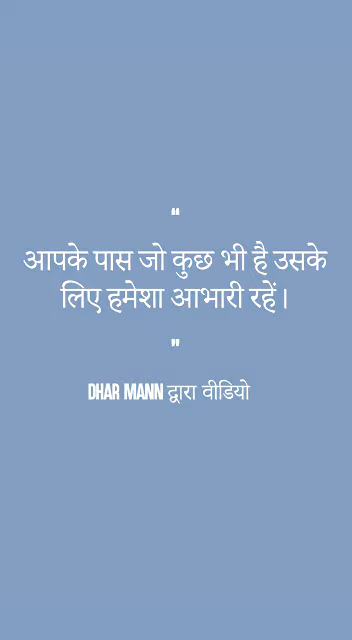 "
आपके पास जो कुछ भी है उसके
लिए हमेशा आभारी रहें।
"
DHAR MANN द्वारा वीडियो